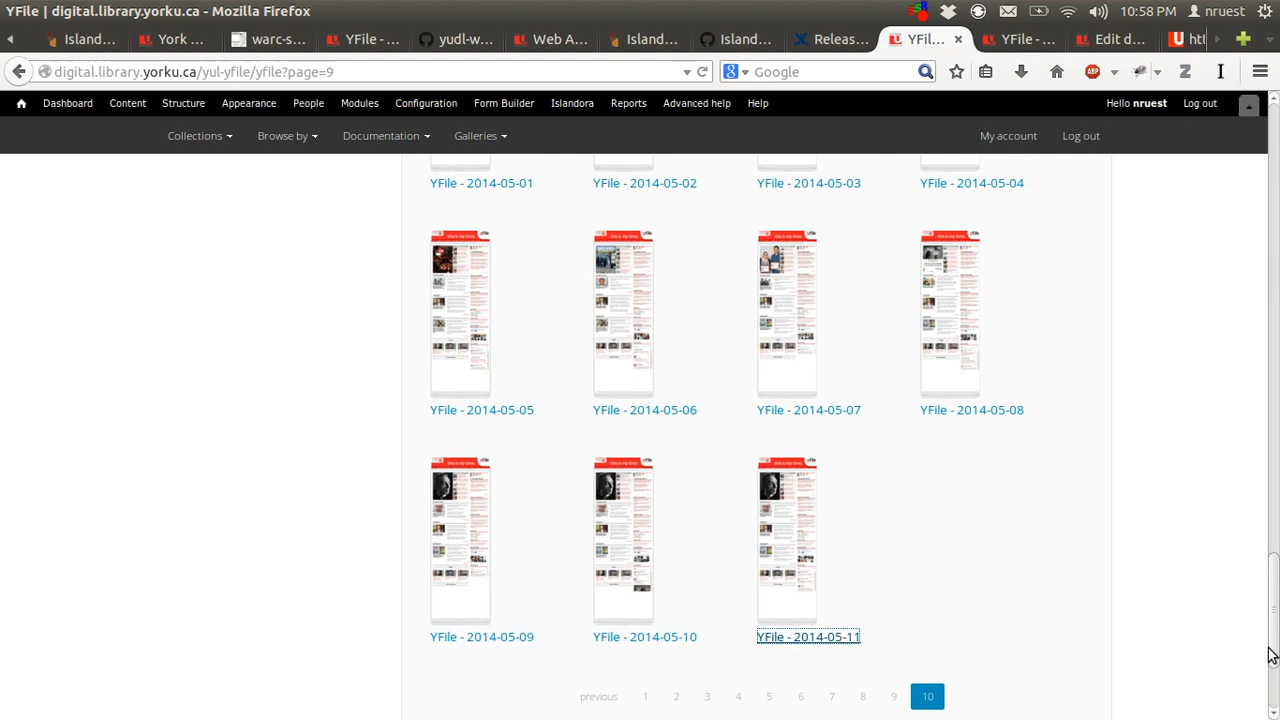 YFile | digital.library.yorku.ca - Mozilla Firefox
10:58 PM nruest
Island... York... rc-s... YFile -... yudl-w... Web A... Island... Island... Releas... YFil... YFile -... Edit d... htt
digital.library.yorku.ca/yul-yfile/yfile?page=9
Google
Dashboard Content Structure Appearance People Modules Configuration Form Builder Islandora Reports Advanced help Help Hello nruest Log out
Collections Browse by Documentation Galleries My account Log out
YFile - 2014-05-01 YFile - 2014-05-02 YFile - 2014-05-03 YFile - 2014-05-04
YFile - 2014-05-05 YFile - 2014-05-06 YFile - 2014-05-07 YFile - 2014-05-08
YFile - 2014-05-09 YFile - 2014-05-10 YFile - 2014-05-11
previous 1 2 3 4 5 6 7 8 9 10